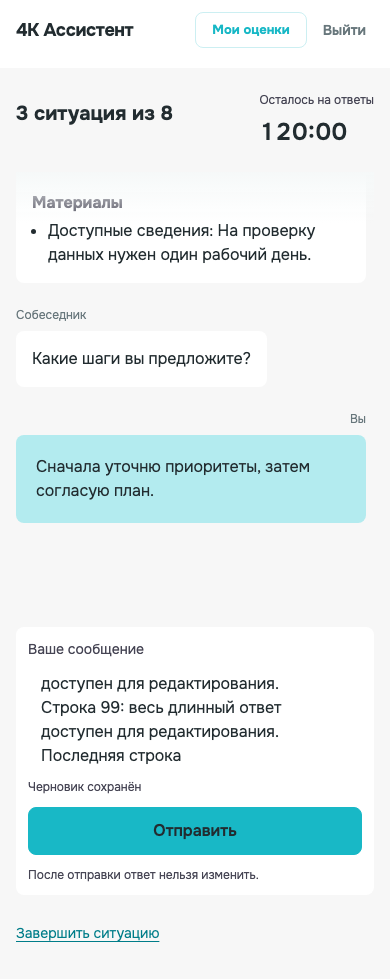 4K Ассистент
Мои оценки
Выйти
3 ситуация из 8
Осталось на ответы
120:00
Материалы
• Доступные сведения: На проверку
данных нужен один рабочий день.
Собеседник
Какие шаги вы предложите?
Вы
Сначала уточню приоритеты, затем
согласую план.
Ваше сообщение
доступен для редактирования.
Строка 99: весь длинный ответ
доступен для редактирования.
Последняя строка
Черновик сохранён
Отправить
После отправки ответ нельзя изменить.
Завершить ситуацию